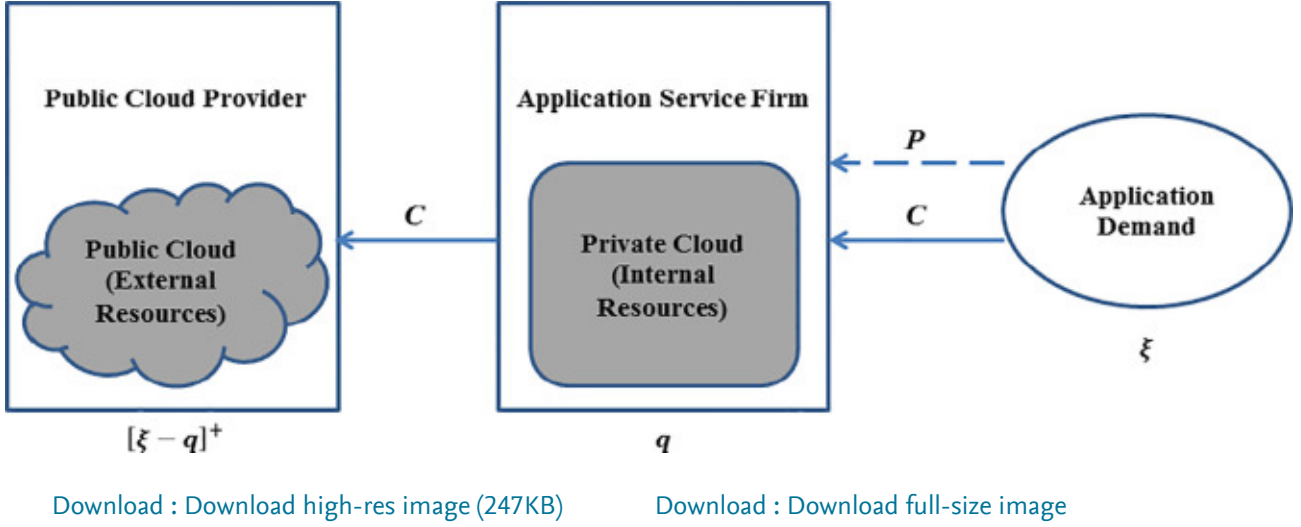 Public Cloud Provider
Public Cloud
(External
Resources)
[ξ − q]⁺
C
Application Service Firm
Private Cloud
(Internal
Resources)
q
P
C
Application
Demand
ξ
Download : Download high-res image (247KB)
Download : Download full-size image